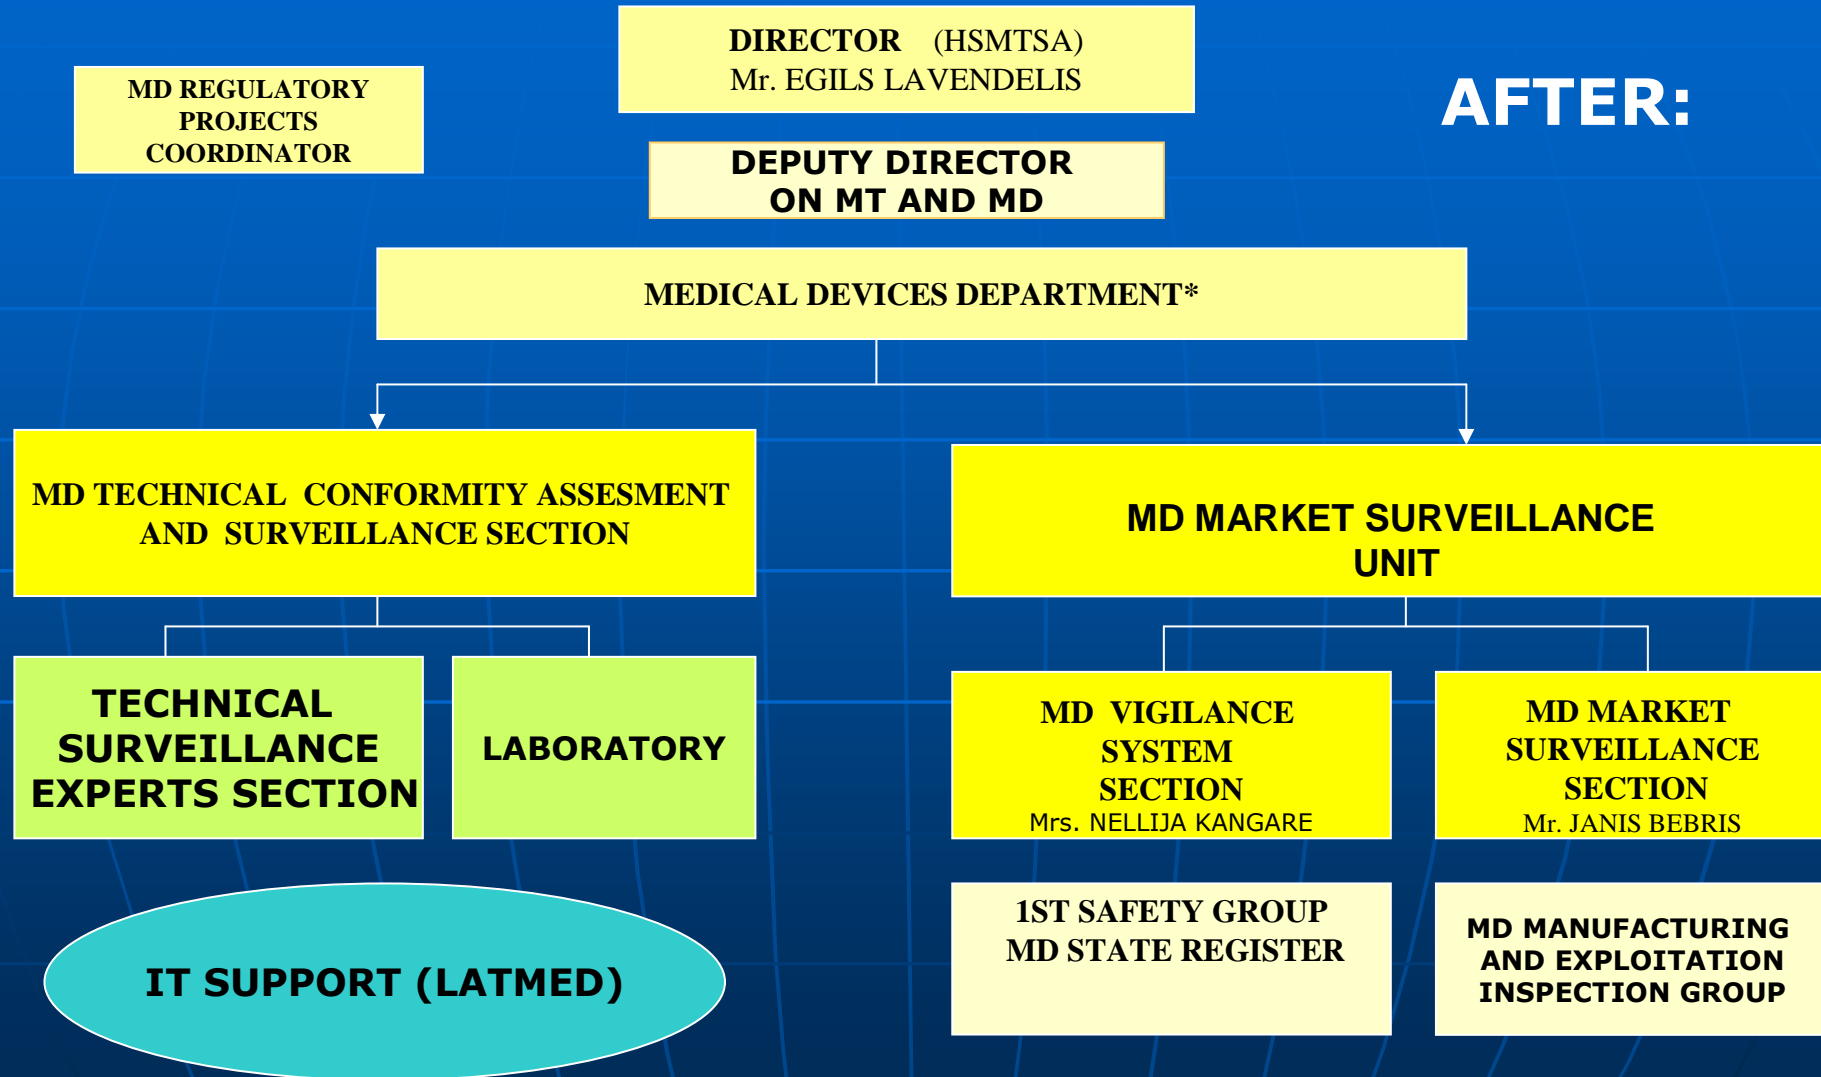 DIRECTOR (HSMTSA)
Mr. EGILS LAVENDELIS
MD REGULATORY
PROJECTS
COORDINATOR
AFTER:
DEPUTY DIRECTOR
ON MT AND MD
MEDICAL DEVICES DEPARTMENT*
MD TECHNICAL CONFORMITY ASSESMENT
AND SURVEILLANCE SECTION
MD MARKET SURVEILLANCE
UNIT
TECHNICAL
SURVEILLANCE
EXPERTS SECTION
LABORATORY
MD VIGILANCE
SYSTEM
SECTION
Mrs. NELLIJA KANGARE
MD MARKET
SURVEILLANCE
SECTION
Mr. JANIS BEBRIS
IT SUPPORT (LATMED)
1ST SAFETY GROUP
MD STATE REGISTER
MD MANUFACTURING
AND EXPLOITATION
INSPECTION GROUP